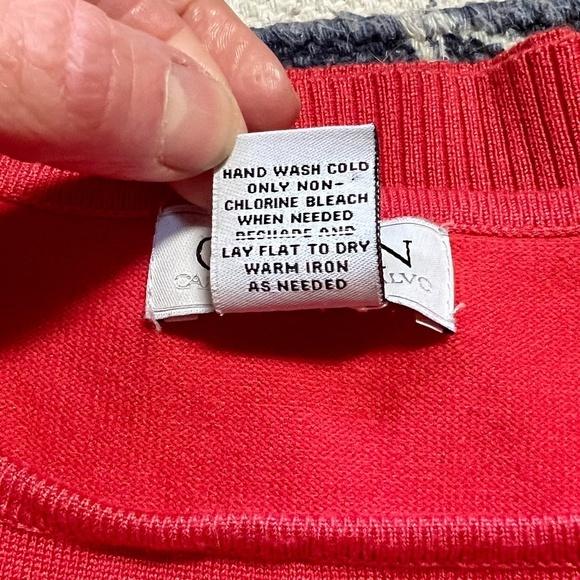 HAND WASH COLD
ONLY NON-
CHLORINE BLEACH
WHEN NEEDED
RESHAPE AND
LAY FLAT TO DRY
WARM IRON
AS NEEDED